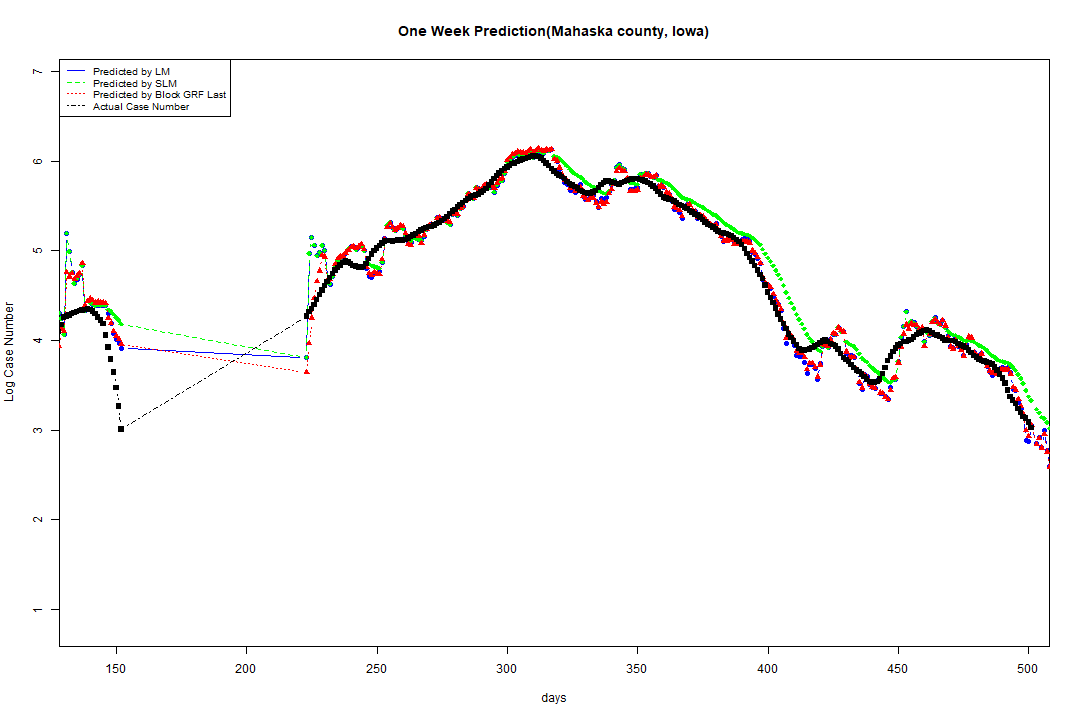 One Week Prediction(Mahaska county, Iowa)
Predicted by LM
Predicted by SLM
Predicted by Block GRF Last
Actual Case Number
7
6
5
4
3
2
1
Log Case Number
150 200 250 300 350 400 450 500
days